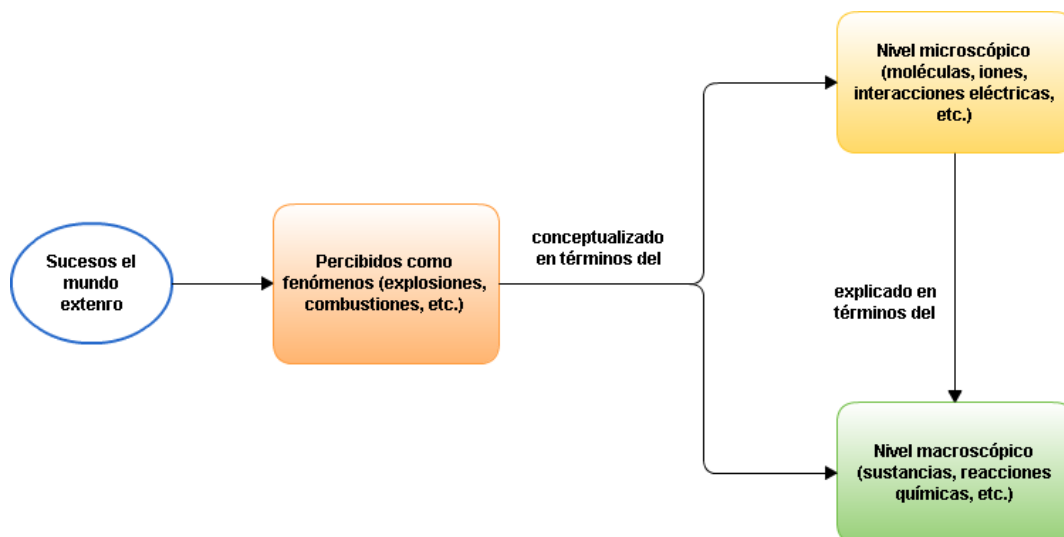 Sucesos el
mundo
extenro
Percibidos como
fenómenos (explosiones,
combustiones, etc.)
conceptualizado
en términos del
Nivel microscópico
(moléculas, iones,
interacciones eléctricas,
etc.)
explicado en
términos del
Nivel macroscópico
(sustancias, reacciones
químicas, etc.)